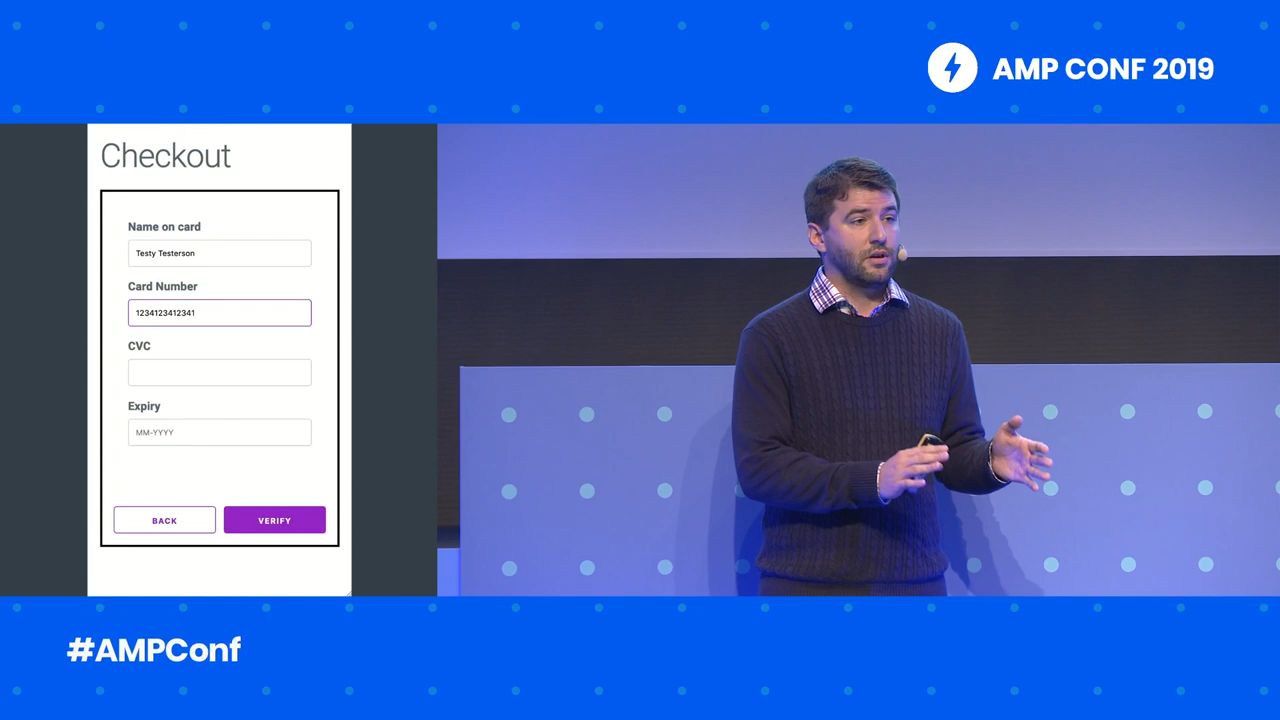 AMP CONF 2019
Checkout
Name on card
Testy Testerson
Card Number
1234123412341
CVC
Expiry
MM-YYYY
BACK
VERIFY
#AMPConf